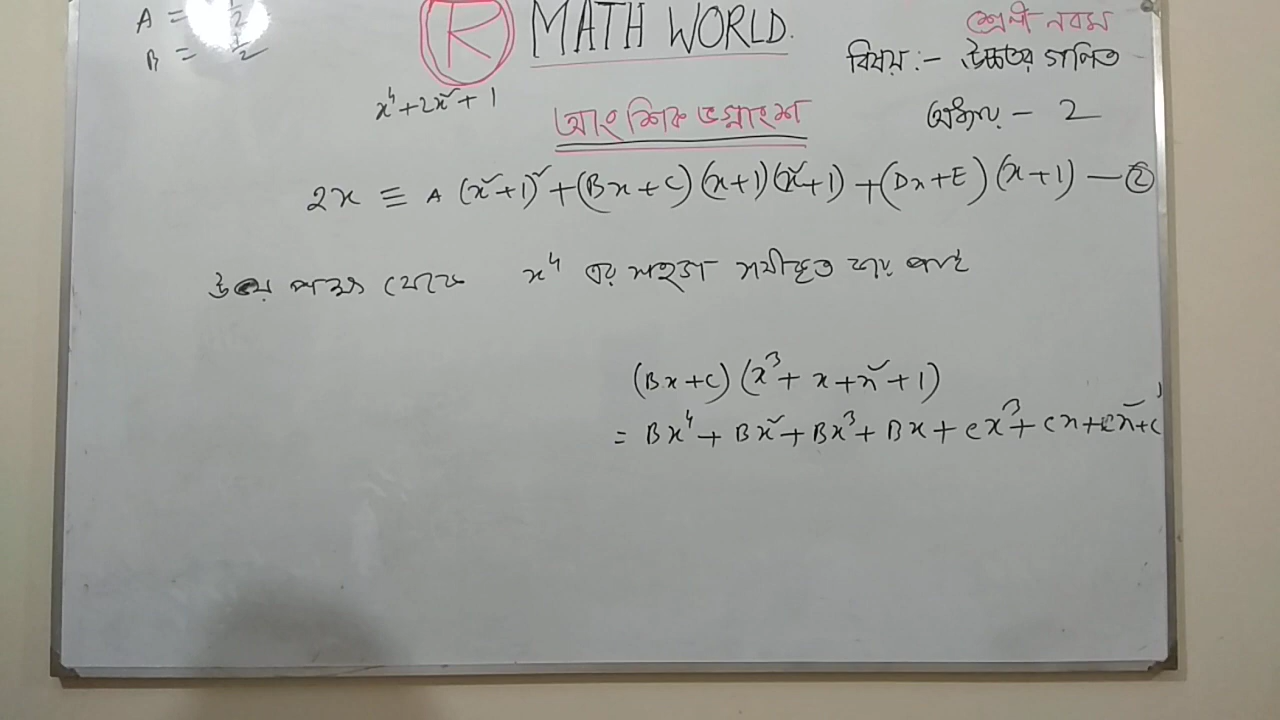 A = 1/2
B = 1/2
R MATH WORLD.
শ্রেণী নবম
বিষয় :- উচ্চতর গণিত
x⁴+2x²+1
আংশিক ভগ্নাংশ
অধ্যায় - 2
2x ≡ A (x²+1)² + (Bx+C)(x+1)(x²+1) + (Dx+E)(x+1) — ②
উভয় পক্ষ থেকে x⁴ এর সহগ সমীকৃত করে পাই
(Bx+C)(x³+x+x²+1)
= Bx⁴+Bx²+Bx³+Bx+Cx³+Cx+Cx²+C